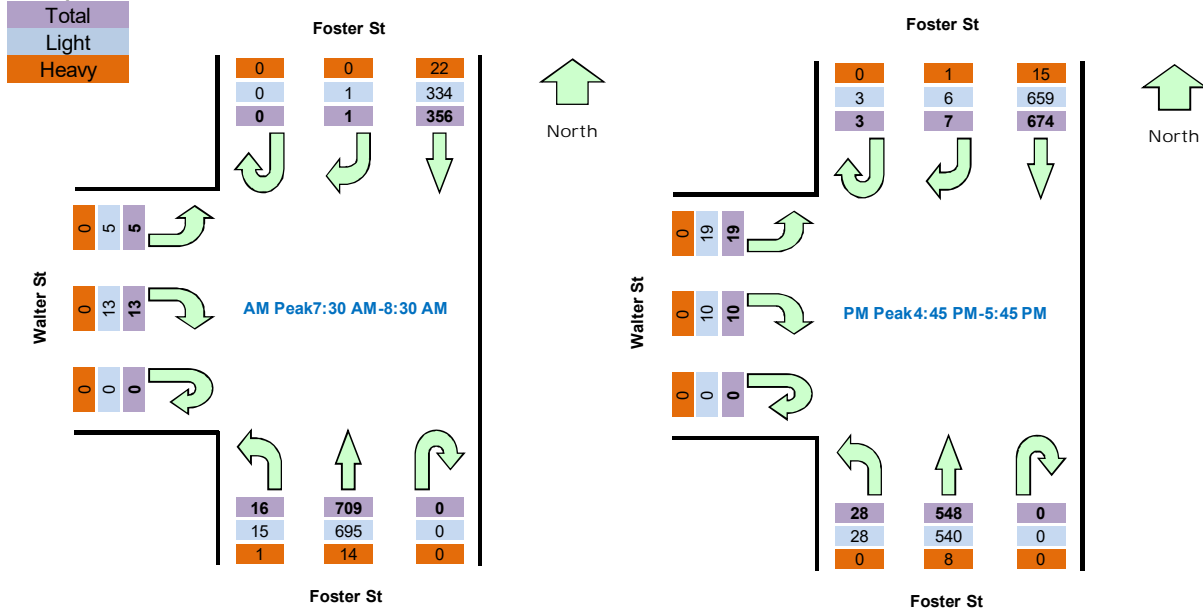 Total
Light
Heavy
Foster St
0 0 22
0 1 334
0 1 356
North
0 5 5
Walter St
0 13 13
AM Peak7:30 AM-8:30 AM
0 0 0
16 709 0
15 695 0
1 14 0
Foster St
Foster St
0 1 15
3 6 659
3 7 674
North
0 19 19
Walter St
0 10 10
PM Peak4:45 PM-5:45 PM
0 0 0
28 548 0
28 540 0
0 8 0
Foster St